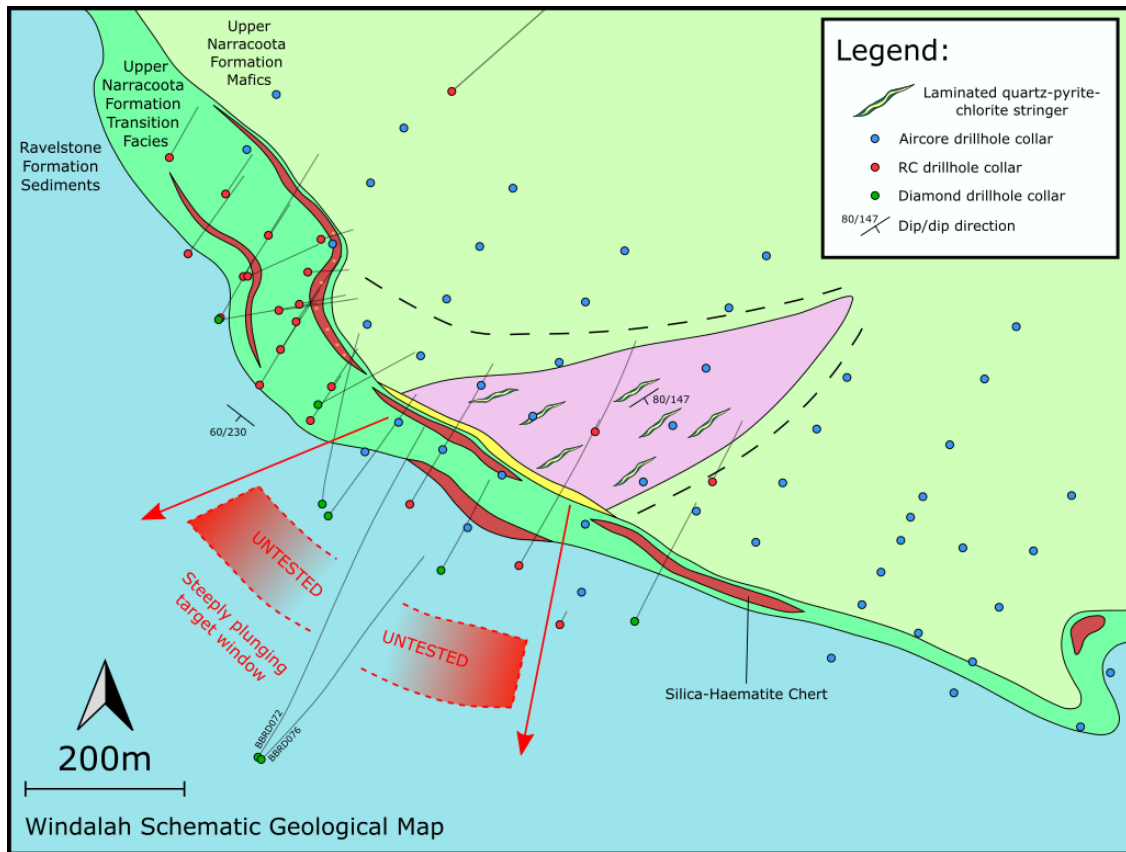 Upper
Narracoota
Formation
Mafics
Upper
Narracoota
Formation
Transition
Facies
Ravelstone
Formation
Sediments
Legend:
Laminated quartz-pyrite-
chlorite stringer
Aircore drillhole collar
RC drillhole collar
Diamond drillhole collar
80/147
Dip/dip direction
80/147
60/230
UNTESTED
Steeply plunging
target window
UNTESTED
Silica-Haematite Chert
BBRD072
BBRD076
200m
Windalah Schematic Geological Map